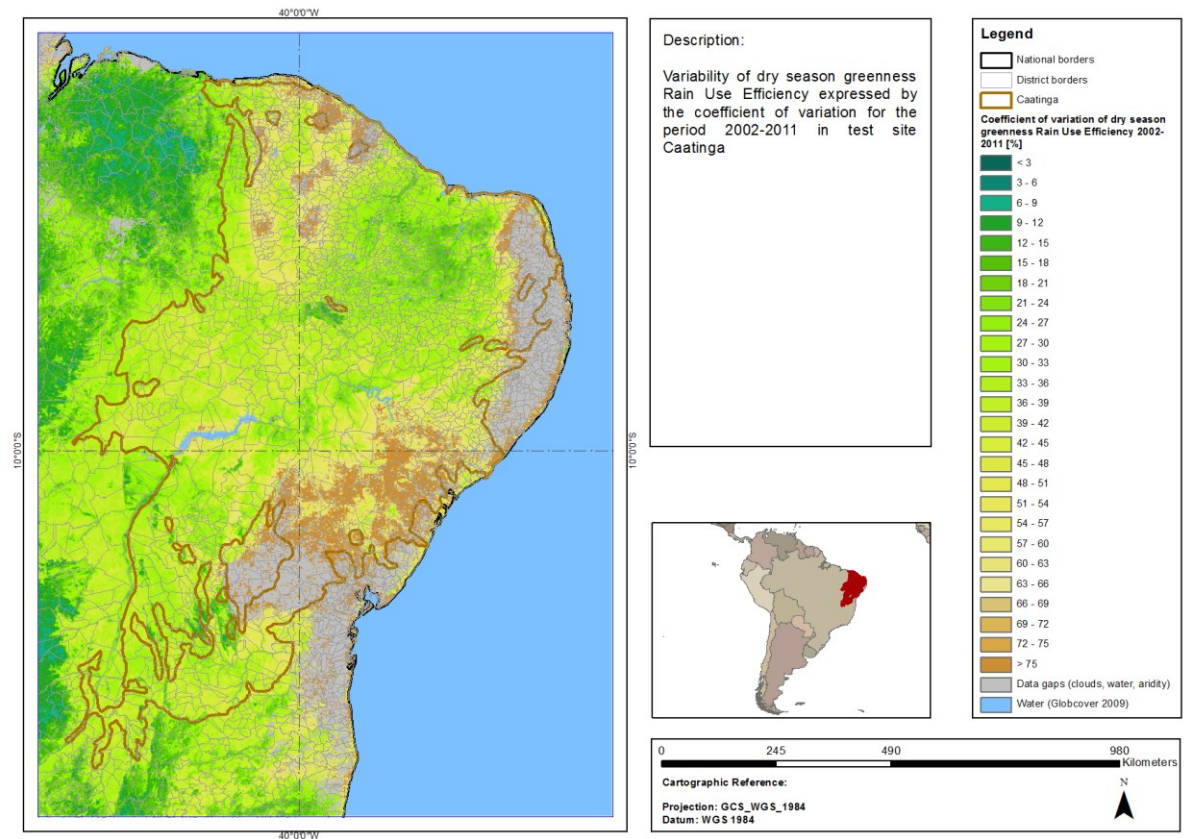 40°0'0"W
10°0'0"S
10°0'0"S
40°0'0"W
Description:
Variability of dry season greenness
Rain Use Efficiency expressed by
the coefficient of variation for the
period 2002-2011 in test site
Caatinga
Legend
National borders
District borders
Caatinga
Coefficient of variation of dry season
greenness Rain Use Efficiency 2002-
2011 [%]
< 3
3 - 6
6 - 9
9 - 12
12 - 15
15 - 18
18 - 21
21 - 24
24 - 27
27 - 30
30 - 33
33 - 36
36 - 39
39 - 42
42 - 45
45 - 48
48 - 51
51 - 54
54 - 57
57 - 60
60 - 63
63 - 66
66 - 69
69 - 72
72 - 75
> 75
Data gaps (clouds, water, aridity)
Water (Globcover 2009)
0 245 490 980
Kilometers
Cartographic Reference:
N
Projection: GCS_WGS_1984
Datum: WGS 1984